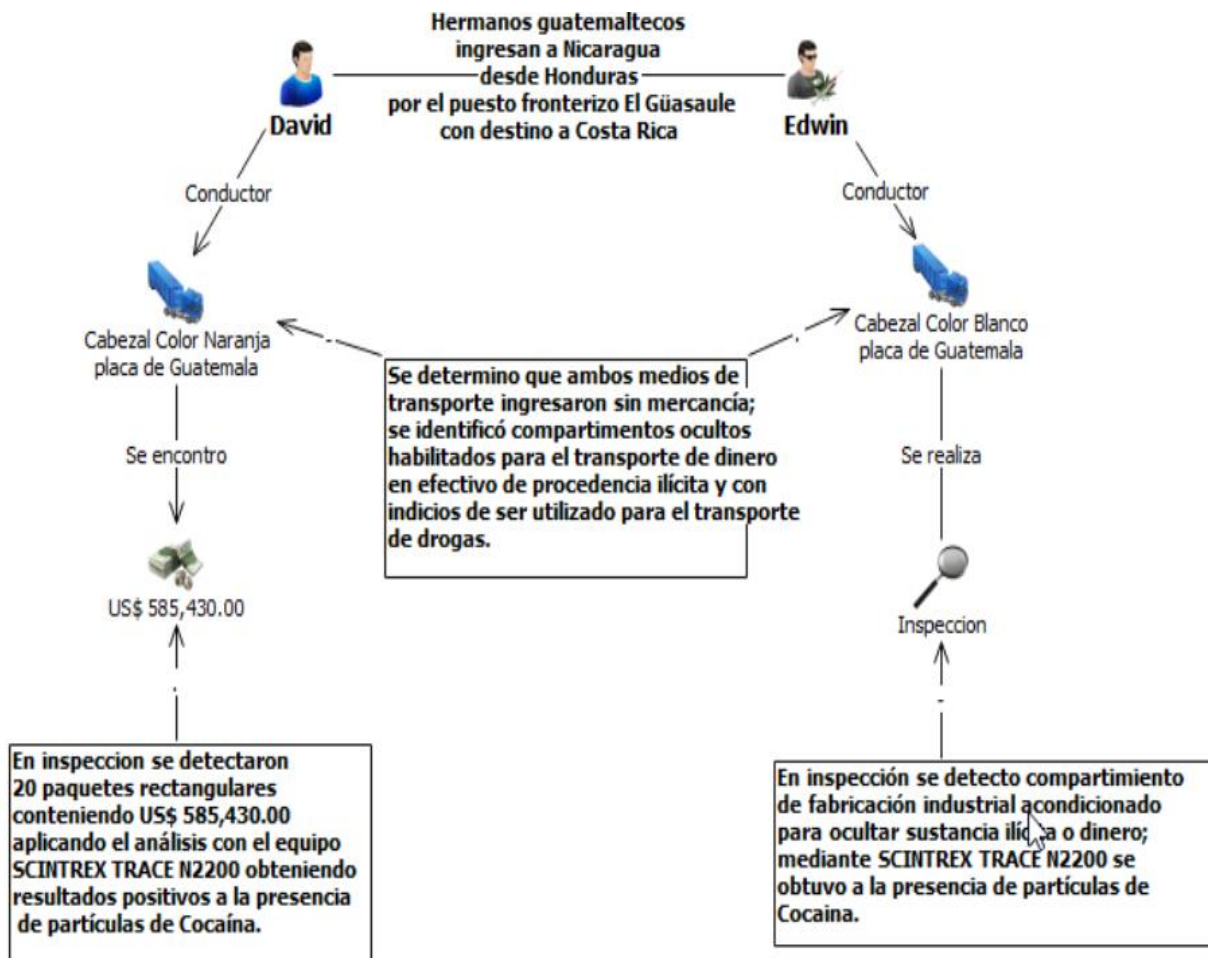 Hermanos guatemaltecos
ingresan a Nicaragua
desde Honduras
por el puesto fronterizo El Güasaule
con destino a Costa Rica
David
Edwin
Conductor
Conductor
Cabezal Color Naranja
placa de Guatemala
Cabezal Color Blanco
placa de Guatemala
Se determino que ambos medios de
transporte ingresaron sin mercancía;
se identificó compartimentos ocultos
habilitados para el transporte de dinero
en efectivo de procedencia ilícita y con
indicios de ser utilizado para el transporte
de drogas.
Se encontro
Se realiza
US$ 585,430.00
Inspeccion
En inspeccion se detectaron
20 paquetes rectangulares
conteniendo US$ 585,430.00
aplicando el análisis con el equipo
SCINTREX TRACE N2200 obteniendo
resultados positivos a la presencia
de partículas de Cocaína.
En inspección se detecto compartimiento
de fabricación industrial acondicionado
para ocultar sustancia ilícita o dinero;
mediante SCINTREX TRACE N2200 se
obtuvo a la presencia de partículas de
Cocaina.